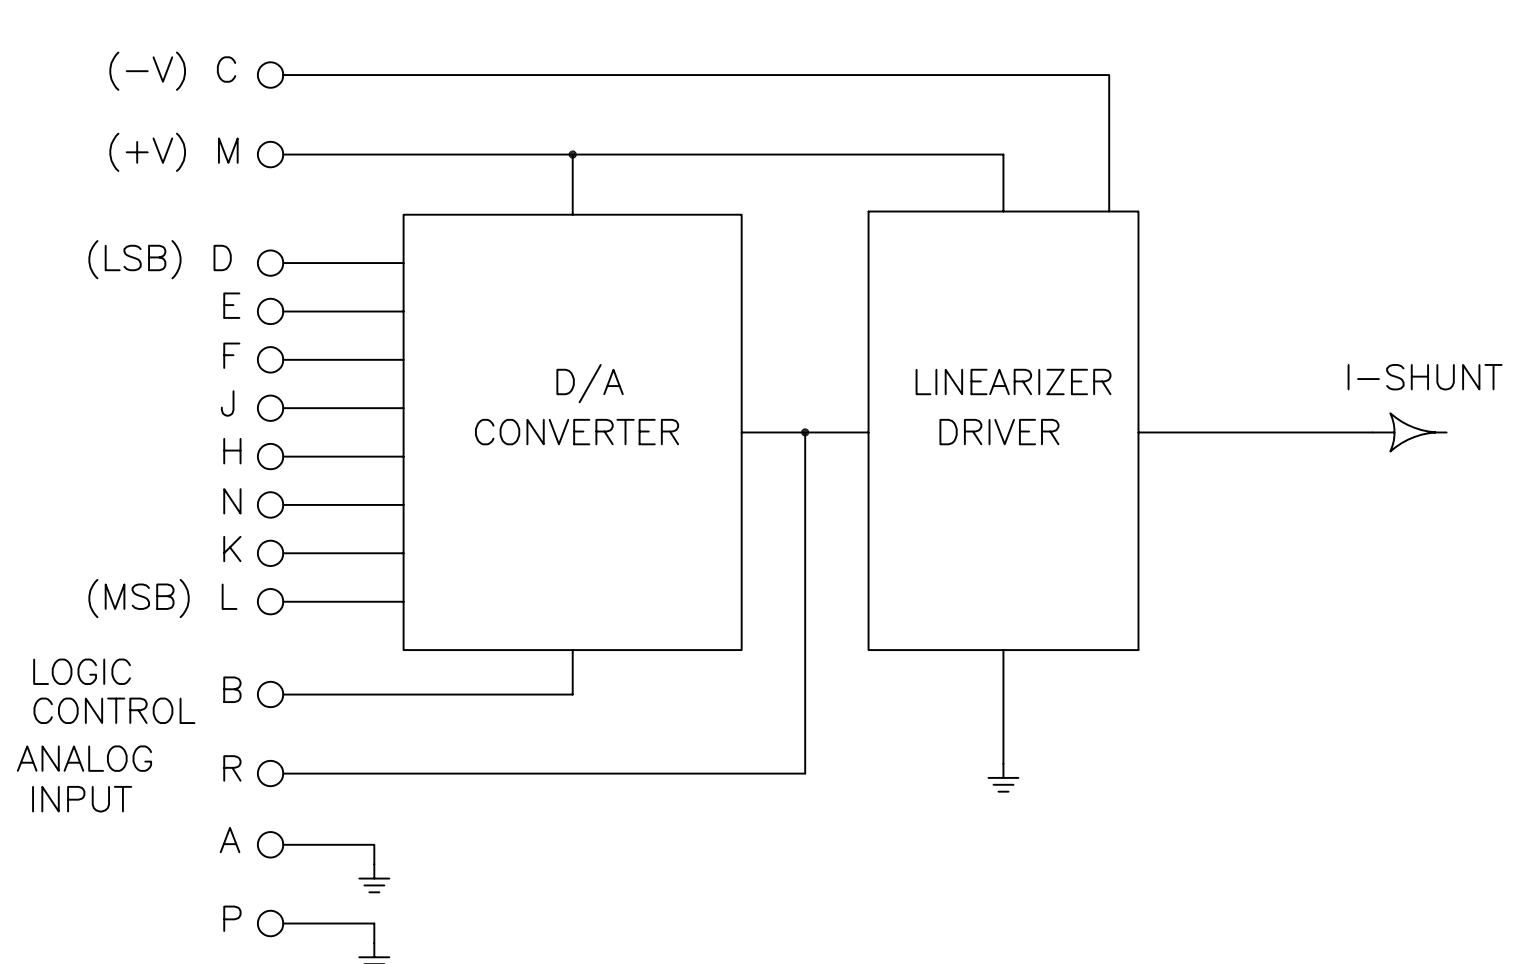 (−V) C
(+V) M
(LSB) D
E
F
J
H
N
K
(MSB) L
D/A
CONVERTER
LINEARIZER
DRIVER
I−SHUNT
LOGIC
CONTROL
B
ANALOG
INPUT
R
A
P